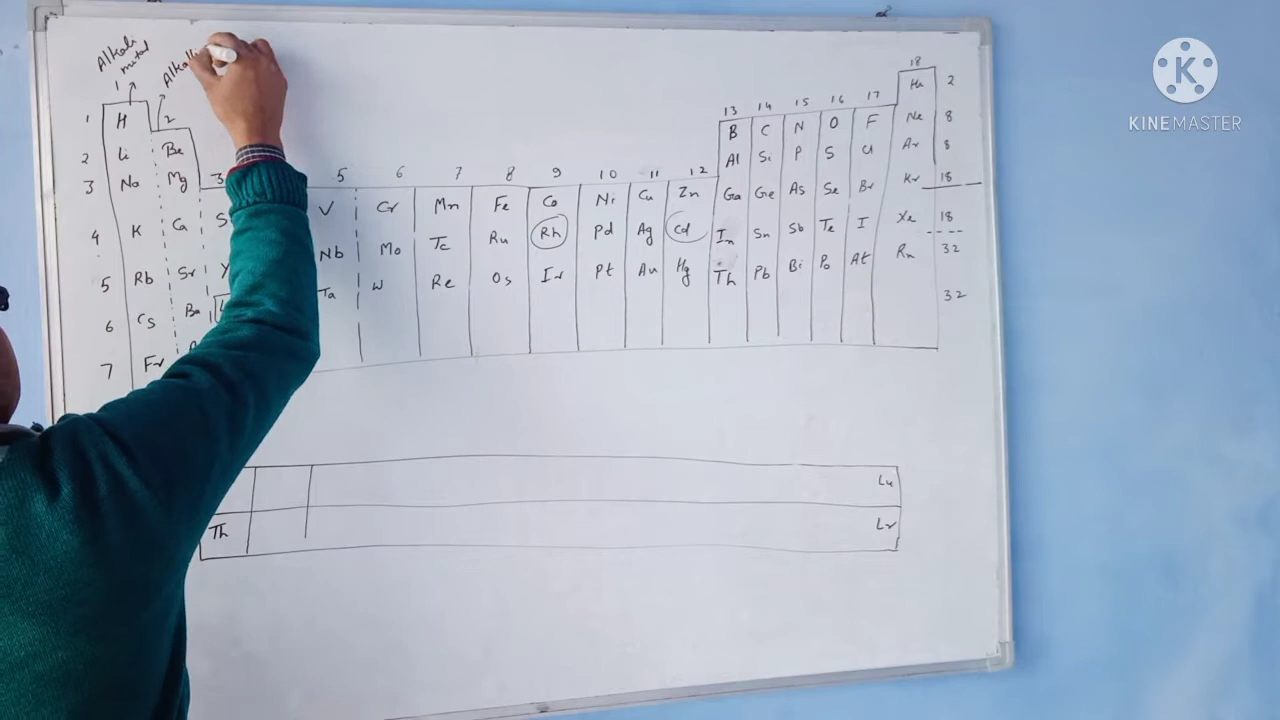 Alkali
metal
Alkali
18
1
2
He
2
13 14 15 16 17
1 H
B C N O F Ne 8
2 Li Be
Al Si P S Cl Ar 8
3 Na Mg
3 5 6 7 8 9 10 11 12
Ga Ge As Se Br Kr 18
4 K Ca S V Cr Mn Fe Co Ni Cu Zn
In Sn Sb Te I Xe 18
5 Rb Sr Y Nb Mo Tc Ru Rh Pd Ag Cd
Th Pb Bi Po At Rn 32
6 Cs Ba L Ta W Re Os Ir Pt Au Hg
32
7 Fr
Lu
Th Lr
K
KINEMASTER